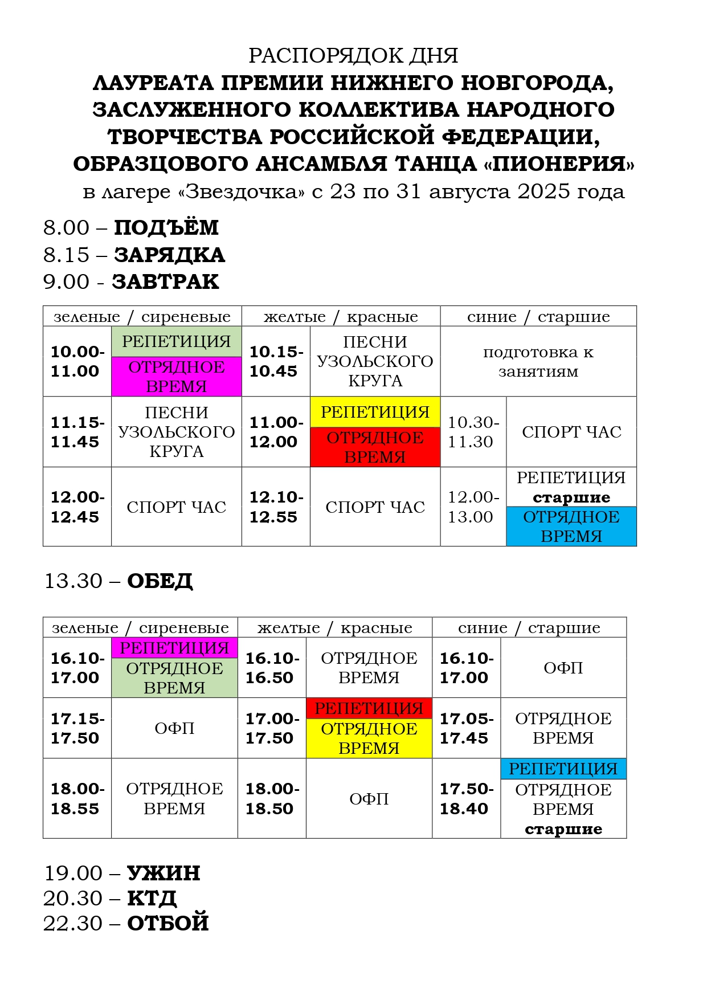 РАСПОРЯДОК ДНЯ
ЛАУРЕАТА ПРЕМИИ НИЖНЕГО НОВГОРОДА,
ЗАСЛУЖЕННОГО КОЛЛЕКТИВА НАРОДНОГО
ТВОРЧЕСТВА РОССИЙСКОЙ ФЕДЕРАЦИИ,
ОБРАЗЦОВОГО АНСАМБЛЯ ТАНЦА «ПИОНЕРИЯ»
в лагере «Звездочка» с 23 по 31 августа 2025 года
8.00 – ПОДЪЁМ
8.15 – ЗАРЯДКА
9.00 - ЗАВТРАК
зеленые / сиреневые
желтые / красные
синие / старшие
10.00-
11.00
РЕПЕТИЦИЯ
ОТРЯДНОЕ
ВРЕМЯ
10.15-
10.45
ПЕСНИ
УЗОЛЬСКОГО
КРУГА
подготовка к
занятиям
11.15-
11.45
ПЕСНИ
УЗОЛЬСКОГО
КРУГА
11.00-
12.00
РЕПЕТИЦИЯ
ОТРЯДНОЕ
ВРЕМЯ
10.30-
11.30
СПОРТ ЧАС
12.00-
12.45
СПОРТ ЧАС
12.10-
12.55
СПОРТ ЧАС
12.00-
13.00
РЕПЕТИЦИЯ
старшие
ОТРЯДНОЕ
ВРЕМЯ
13.30 – ОБЕД
зеленые / сиреневые
желтые / красные
синие / старшие
16.10-
17.00
РЕПЕТИЦИЯ
ОТРЯДНОЕ
ВРЕМЯ
16.10-
16.50
ОТРЯДНОЕ
ВРЕМЯ
16.10-
17.00
ОФП
17.15-
17.50
ОФП
17.00-
17.50
РЕПЕТИЦИЯ
ОТРЯДНОЕ
ВРЕМЯ
17.05-
17.45
ОТРЯДНОЕ
ВРЕМЯ
18.00-
18.55
ОТРЯДНОЕ
ВРЕМЯ
18.00-
18.50
ОФП
17.50-
18.40
РЕПЕТИЦИЯ
ОТРЯДНОЕ
ВРЕМЯ
старшие
19.00 – УЖИН
20.30 – КТД
22.30 – ОТБОЙ